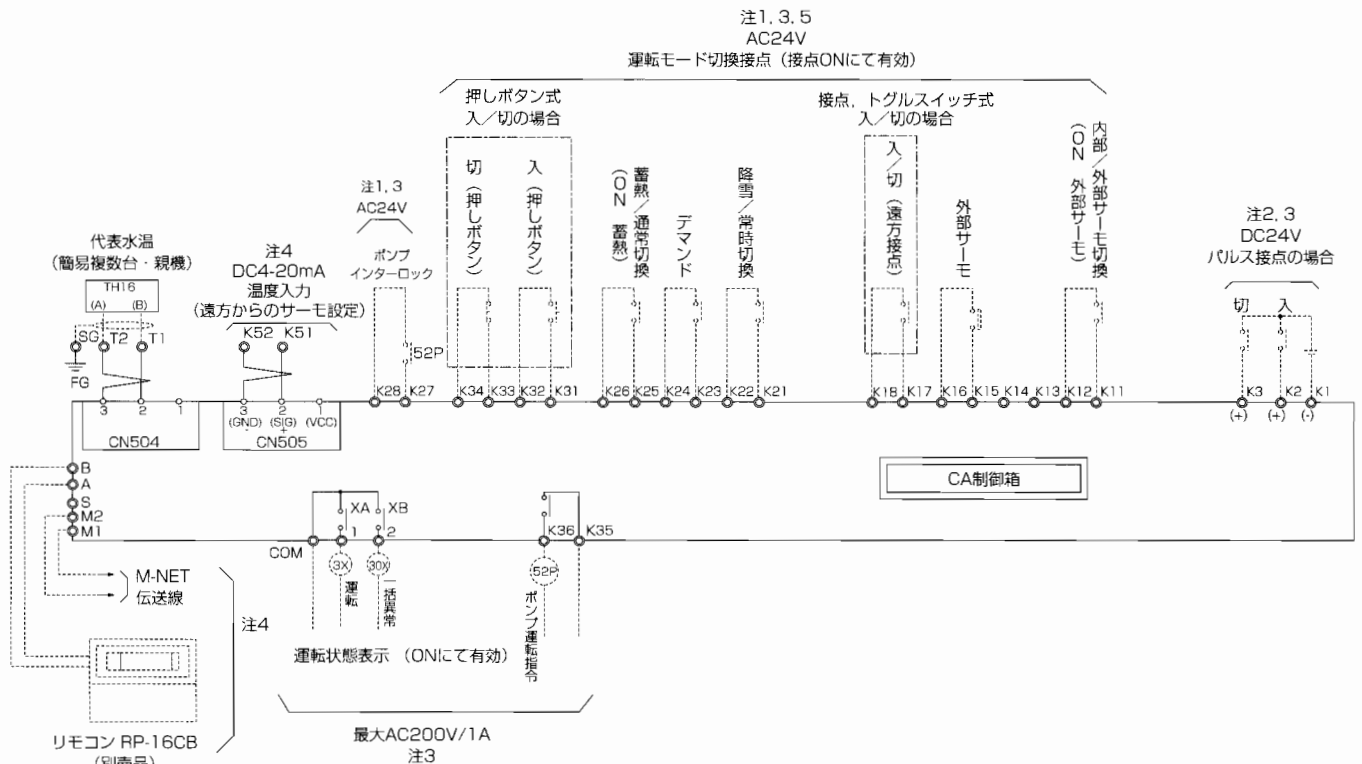 注1, 3, 5
AC24V
運転モード切換接点（接点ONにて有効）
押しボタン式
入／切の場合
切（押しボタン）
入（押しボタン）
蓄熱／通常切換
（ON 蓄熱）
デマンド
降雪／常時切換
接点，トグルスイッチ式
入／切の場合
入／切（遠方接点）
外部サーモ
内部／外部サーモ切換
（ON 外部サーモ）
注1, 3
AC24V
ポンプ
インターロック
52P
注2, 3
DC24V
パルス接点の場合
切 入
代表水温
（簡易複数台・親機）
TH16
(A) (B)
SG T2 T1
FG
注4
DC4-20mA
温度入力
（遠方からのサーモ設定）
K52 K51
K28 K27 K34 K33 K32 K31 K26 K25 K24 K23 K22 K21 K18 K17 K16 K15 K14 K13 K12 K11 K3 K2 K1
(+) (+) (-)
3 2 1
CN504
3 2 1
(GND) (SIG) (VCC)
- +
CN505
CA制御箱
B
A
S
M2
M1
M-NET
伝送線
注4
リモコン RP-16CB
（別売品）
XA XB
COM 1 2
3X 30X
運転
一括異常
運転状態表示 （ONにて有効）
K36 K35
52P
ポンプ運転指令
最大AC200V/1A
注3